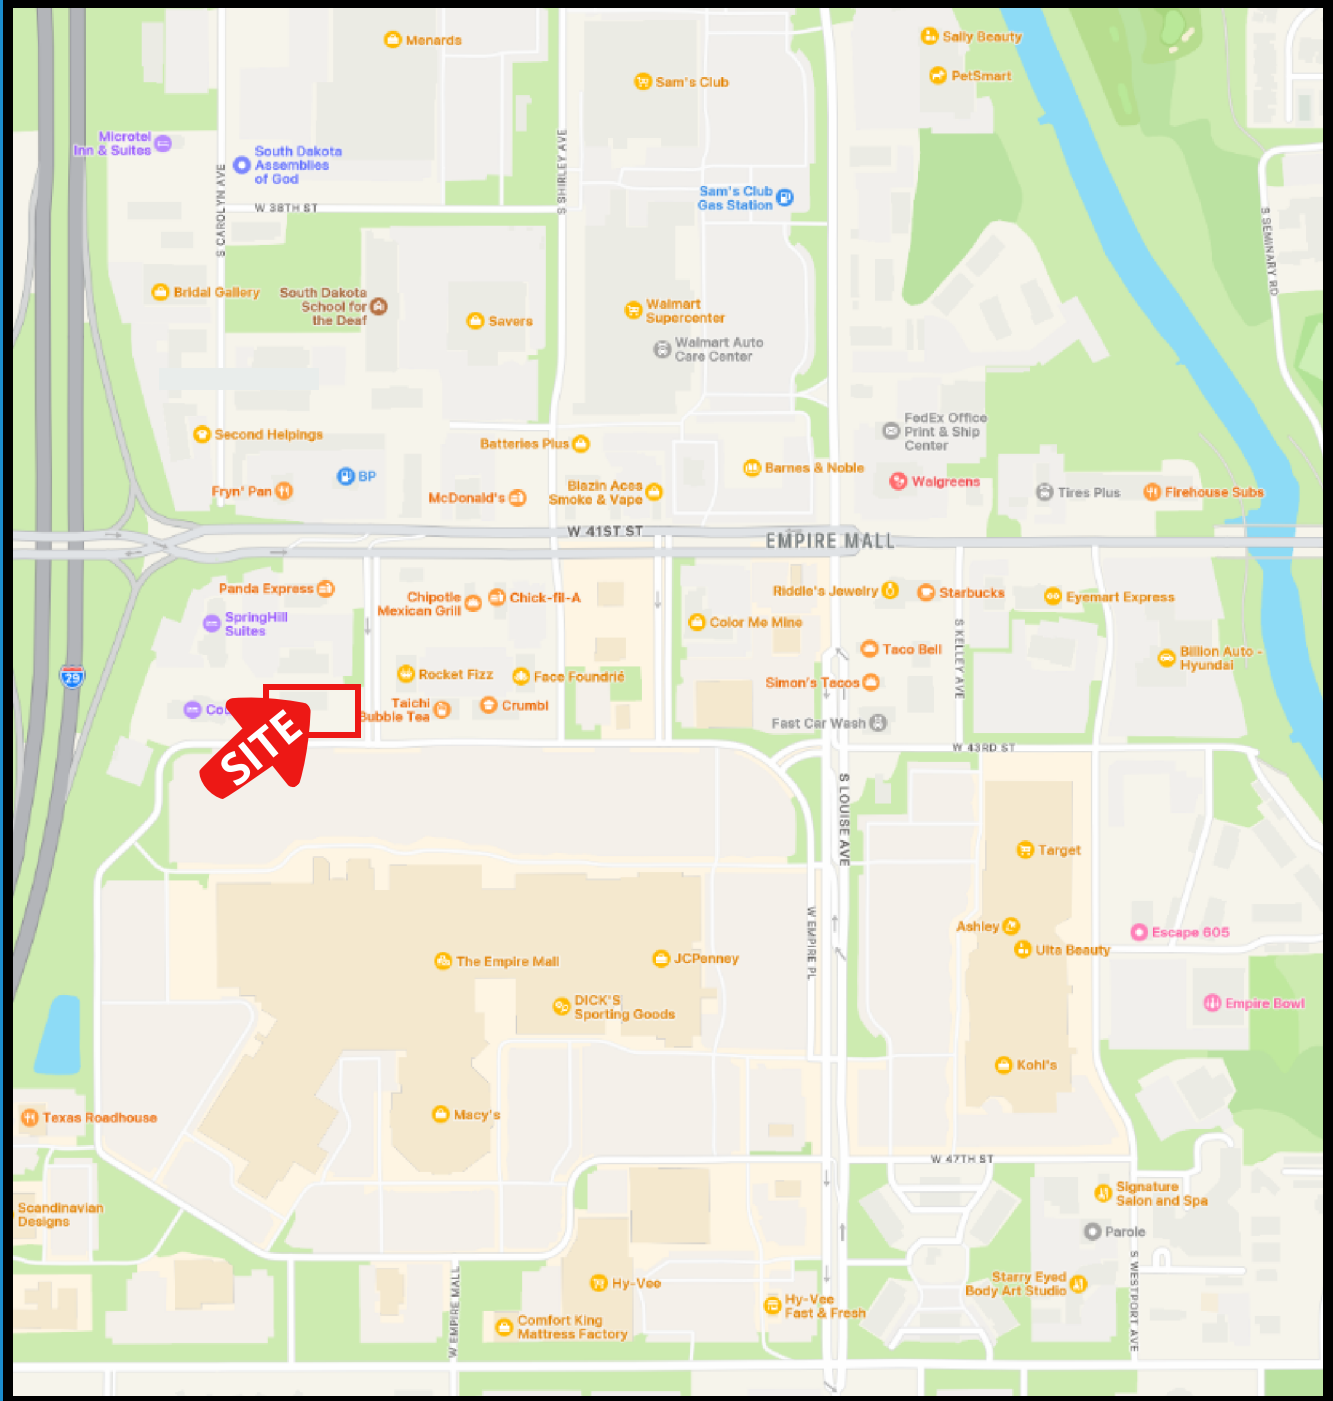 Menards
Sally Beauty
PetSmart
Sam's Club
Microtel
Inn & Suites
South Dakota
Assemblies
of God
S CAROLYN AVE
S SHIRLEY AVE
Sam's Club
Gas Station
W 38TH ST
S SEMINARY RD
Bridal Gallery
South Dakota
School for
the Deaf
Savers
Walmart
Supercenter
Walmart Auto
Care Center
Second Helpings
Batteries Plus
FedEx Office
Print & Ship
Center
Barnes & Noble
BP
Fryn' Pan
McDonald's
Blazin Aces
Smoke & Vape
Walgreens
Tires Plus
Firehouse Subs
W 41ST ST
EMPIRE MALL
Panda Express
Chipotle
Mexican Grill
Chick-fil-A
Riddle's Jewelry
Starbucks
Eyemart Express
SpringHill
Suites
Color Me Mine
S KELLEY AVE
Taco Bell
Billion Auto -
Hyundai
29
Rocket Fizz
Face Foundrié
Simon's Tacos
Taichi
Bubble Tea
Crumbl
Fast Car Wash
SITE
W 43RD ST
S LOUISE AVE
Target
W EMPIRE PL
Ashley
Ulta Beauty
Escape 605
The Empire Mall
JCPenney
DICK'S
Sporting Goods
Empire Bowl
Kohl's
Texas Roadhouse
Macy's
W 47TH ST
Scandinavian
Designs
Signature
Salon and Spa
Parole
Hy-Vee
Starry Eyed
Body Art Studio
Hy-Vee
Fast & Fresh
Comfort King
Mattress Factory
W EMPIRE MALL
S WESTPORT AVE